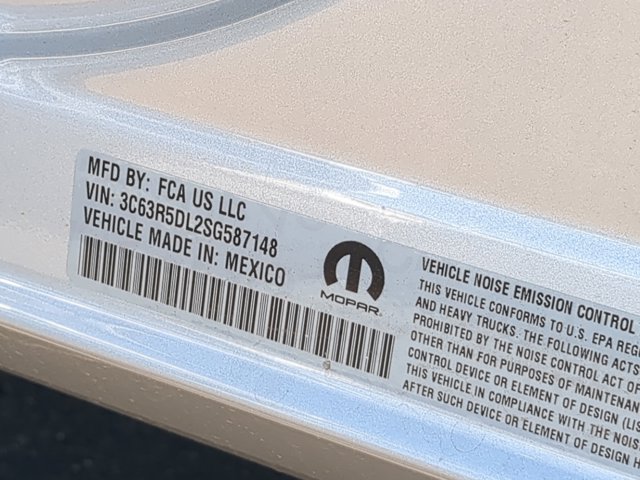 MFD BY: FCA US LLC
VIN: 3C63R5DL2SG587148
VEHICLE MADE IN: MEXICO
MOPAR
VEHICLE NOISE EMISSION CONTROL
THIS VEHICLE CONFORMS TO U.S. EPA REG
AND HEAVY TRUCKS. THE FOLLOWING ACTS
PROHIBITED BY THE NOISE CONTROL ACT O
OTHER THAN FOR PURPOSES OF MAINTENAN
CONTROL DEVICE OR ELEMENT OF DESIGN (LIS
THIS VEHICLE IN COMPLIANCE WITH THE NOIS
AFTER SUCH DEVICE OR ELEMENT OF DESIGN H